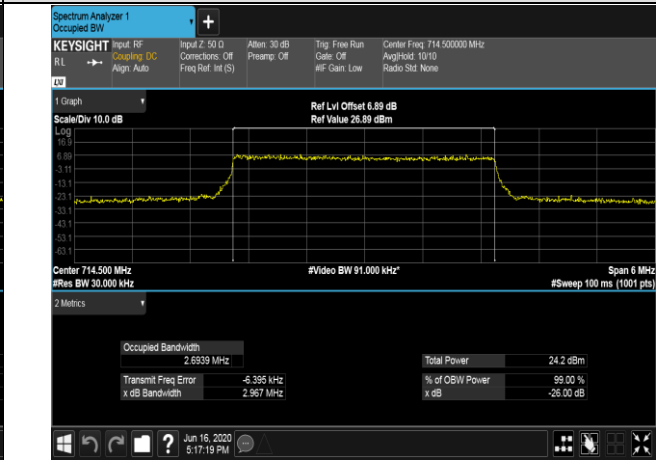 Spectrum Analyzer 1
Occupied BW
+
KEYSIGHT
RL
LXI
Input: RF
Coupling: DC
Align: Auto
Input Z: 50 Ω
Corrections: Off
Freq Ref: Int (S)
Atten: 30 dB
Preamp: Off
Trig: Free Run
Gate: Off
#IF Gain: Low
Center Freq: 714.500000 MHz
Avg|Hold: 10/10
Radio Std: None
1 Graph
Scale/Div 10.0 dB
Ref Lvl Offset 6.89 dB
Ref Value 26.89 dBm
Log
16.9
6.89
-3.11
-13.1
-23.1
-33.1
-43.1
-53.1
-63.1
Center 714.500 MHz
#Res BW 30.000 kHz
#Video BW 91.000 kHz*
Span 6 MHz
#Sweep 100 ms (1001 pts)
2 Metrics
Occupied Bandwidth
2.6939 MHz
Transmit Freq Error -6.395 kHz
x dB Bandwidth 2.967 MHz
Total Power 24.2 dBm
% of OBW Power 99.00 %
x dB -26.00 dB
?
Jun 16, 2020
5:17:19 PM